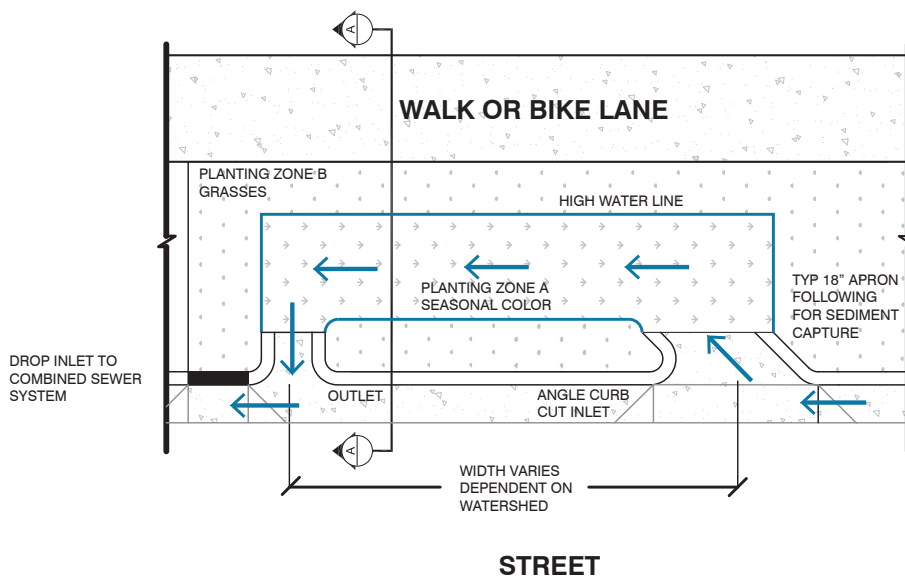 A
WALK OR BIKE LANE
PLANTING ZONE B
GRASSES
HIGH WATER LINE
PLANTING ZONE A
SEASONAL COLOR
TYP 18” APRON
FOLLOWING
FOR SEDIMENT
CAPTURE
DROP INLET TO
COMBINED SEWER
SYSTEM
OUTLET
ANGLE CURB
CUT INLET
A
WIDTH VARIES
DEPENDENT ON
WATERSHED
STREET